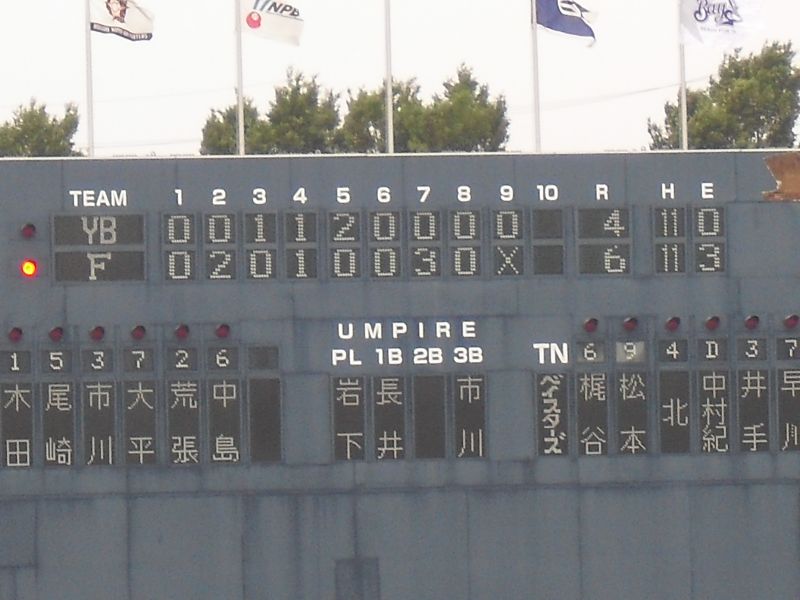 NPB
Bay
TEAM 1 2 3 4 5 6 7 8 9 10 R H E
YB 0 0 1 1 2 0 0 0 0 4 11 0
F 0 2 0 1 0 0 3 0 X 6 11 3
UMPIRE
PL 1B 2B 3B
1 5 3 7 2 6
木田 尾崎 市川 大平 荒張 中島
岩下 長井 市川
TN 6 9 4 D 3 7
ベイスターズ 梶谷 松本 北 中村紀 井手 早川